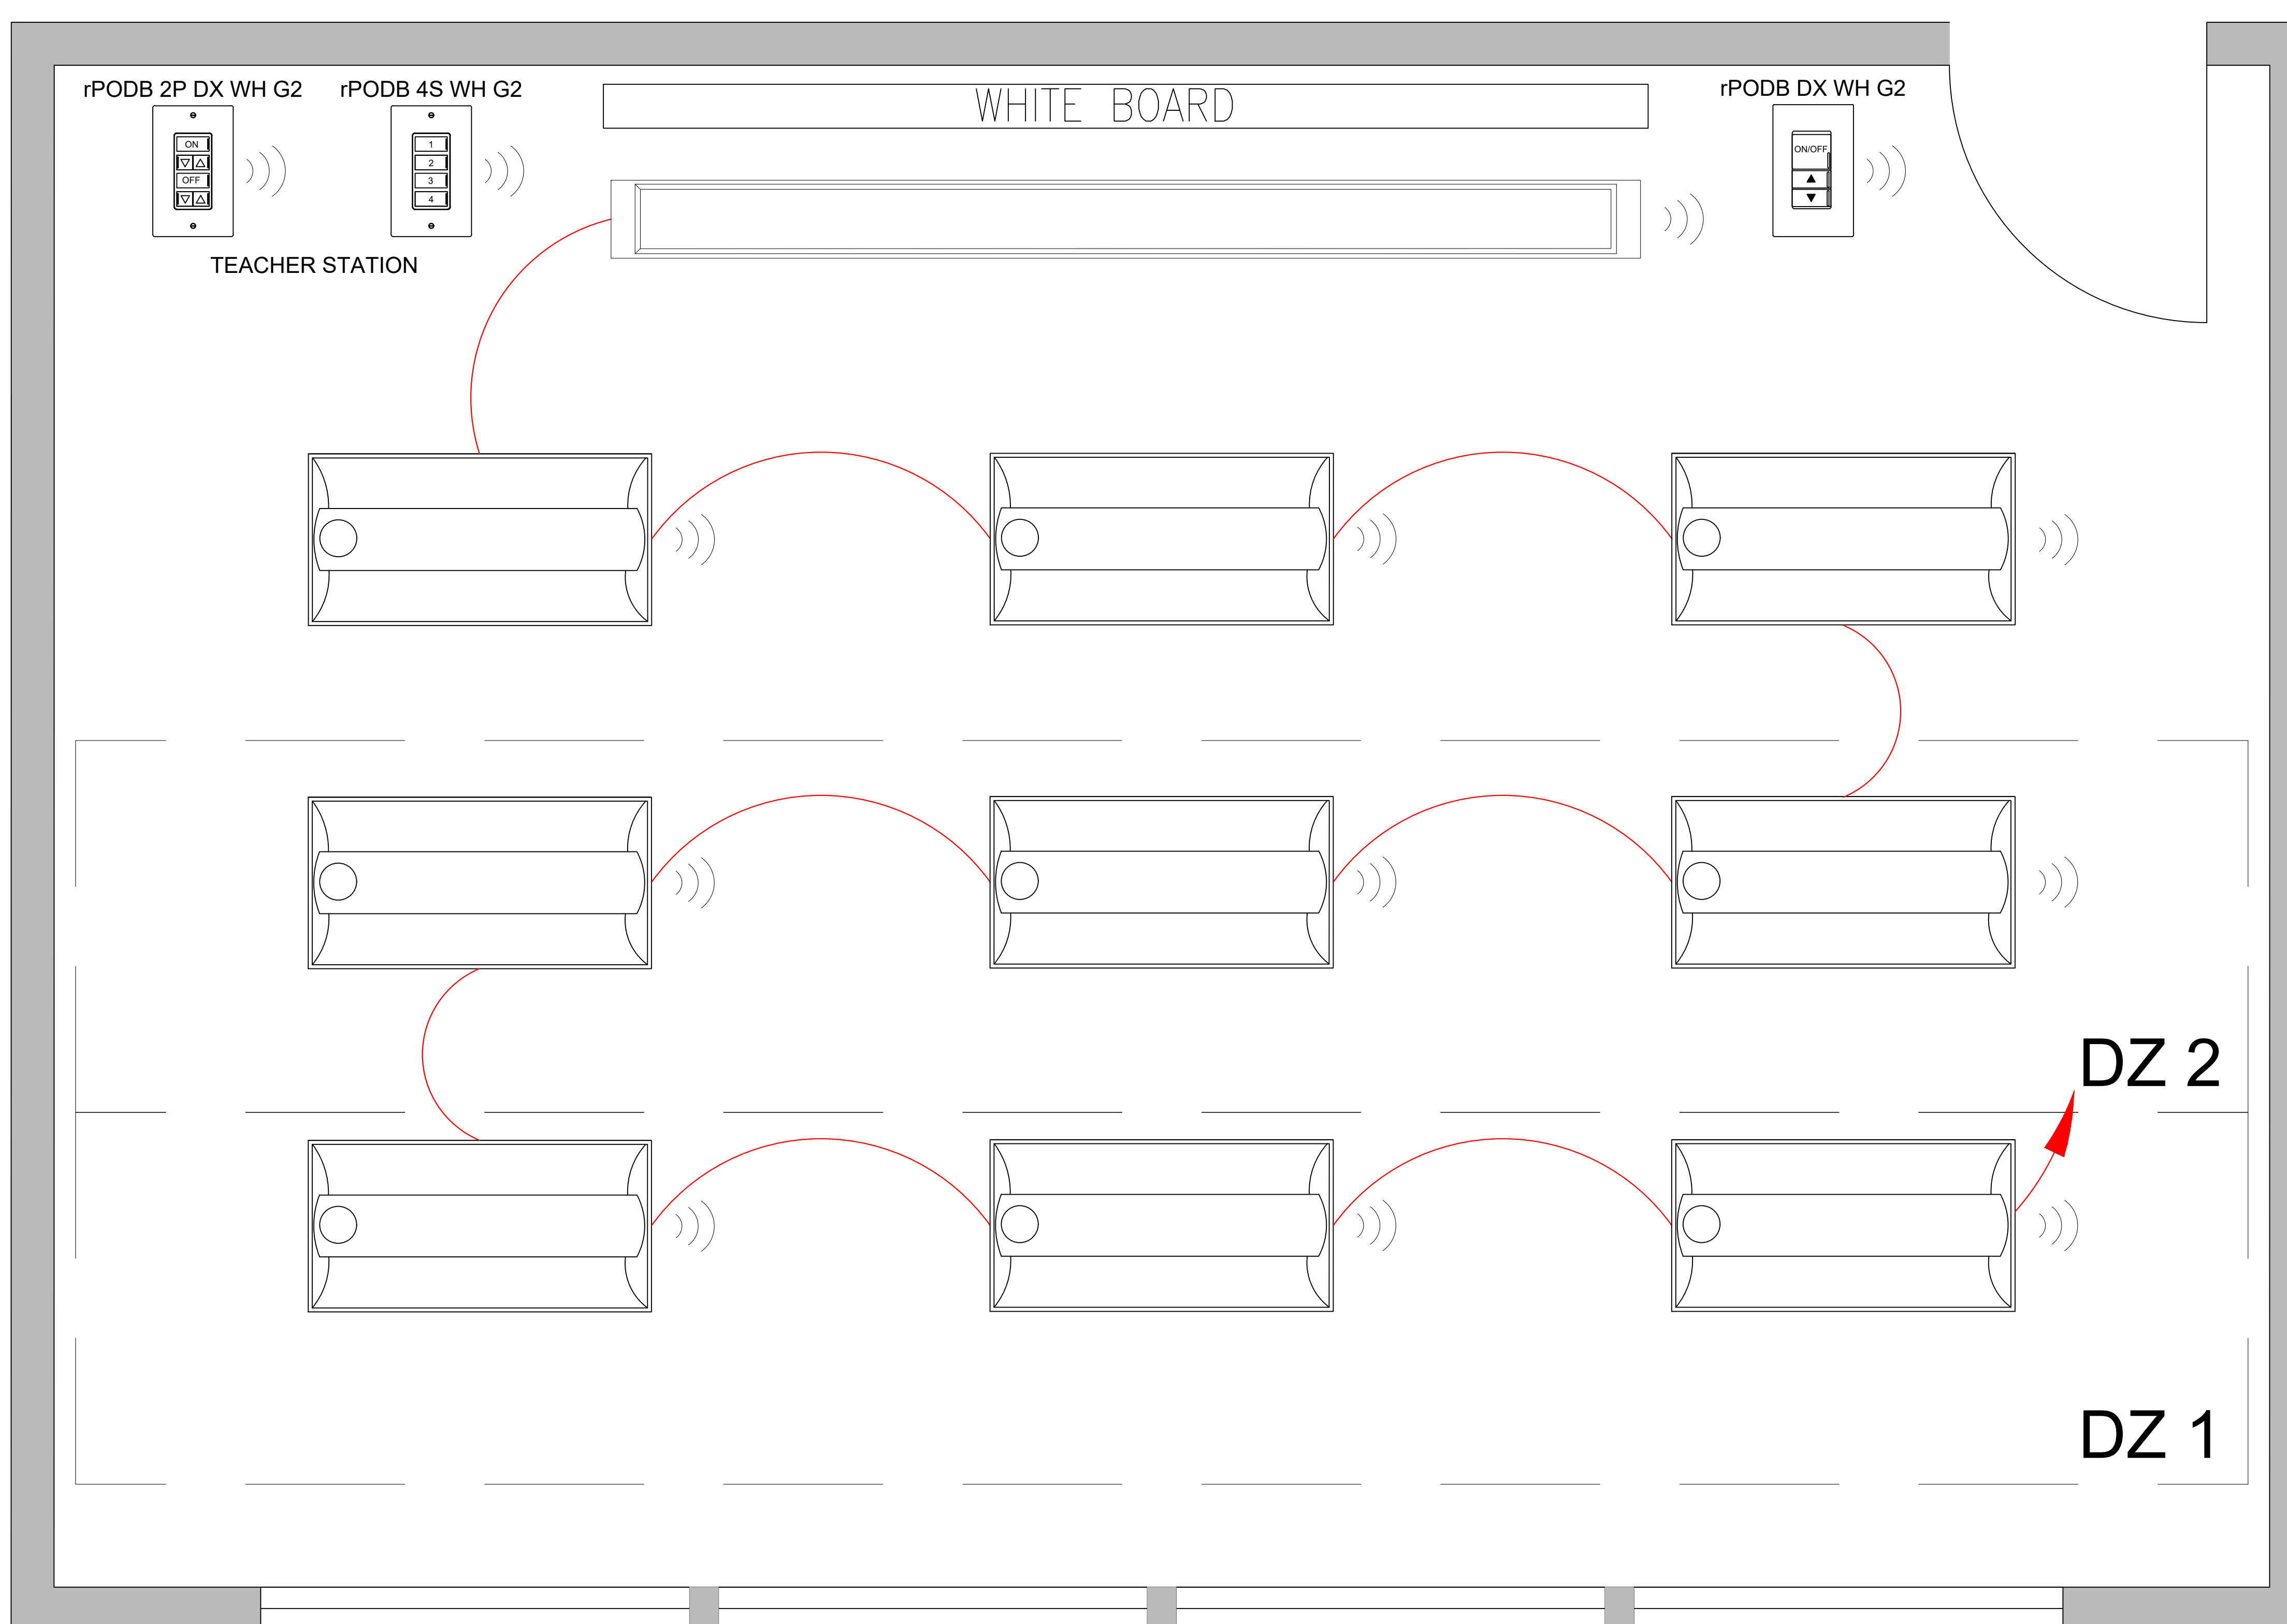 rPODB 2P DX WH G2
rPODB 4S WH G2
WHITE BOARD
rPODB DX WH G2
ON
OFF
1
2
3
4
ON/OFF
TEACHER STATION
DZ 2
DZ 1